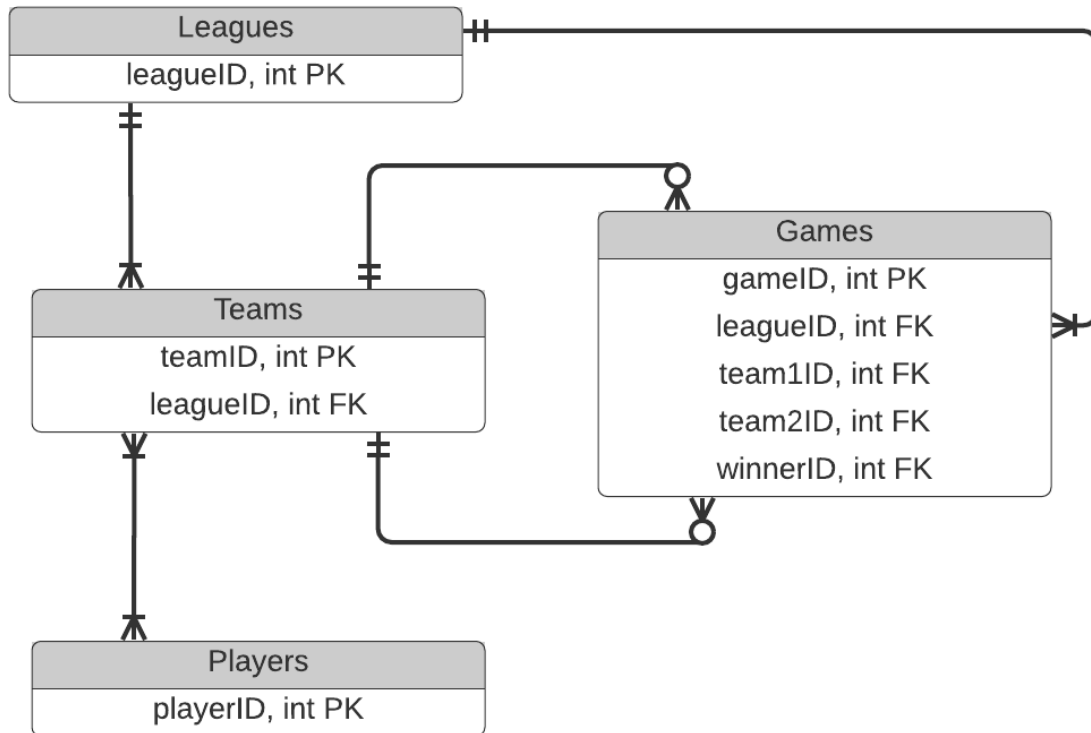 Leagues
leagueID, int PK
Teams
teamID, int PK
leagueID, int FK
Games
gameID, int PK
leagueID, int FK
team1ID, int FK
team2ID, int FK
winnerID, int FK
Players
playerID, int PK